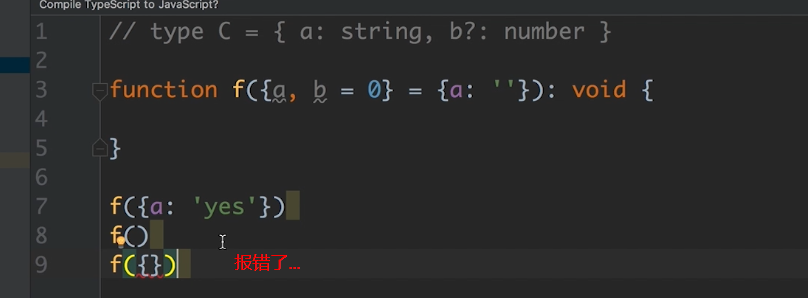 Compile TypeScript to JavaScript?
1 // type C = { a: string, b?: number }
2
3 function f({a, b = 0} = {a: ''}): void {
4
5 }
6
7 f({a: 'yes'})
8 f()
9 f({}) 报错了...